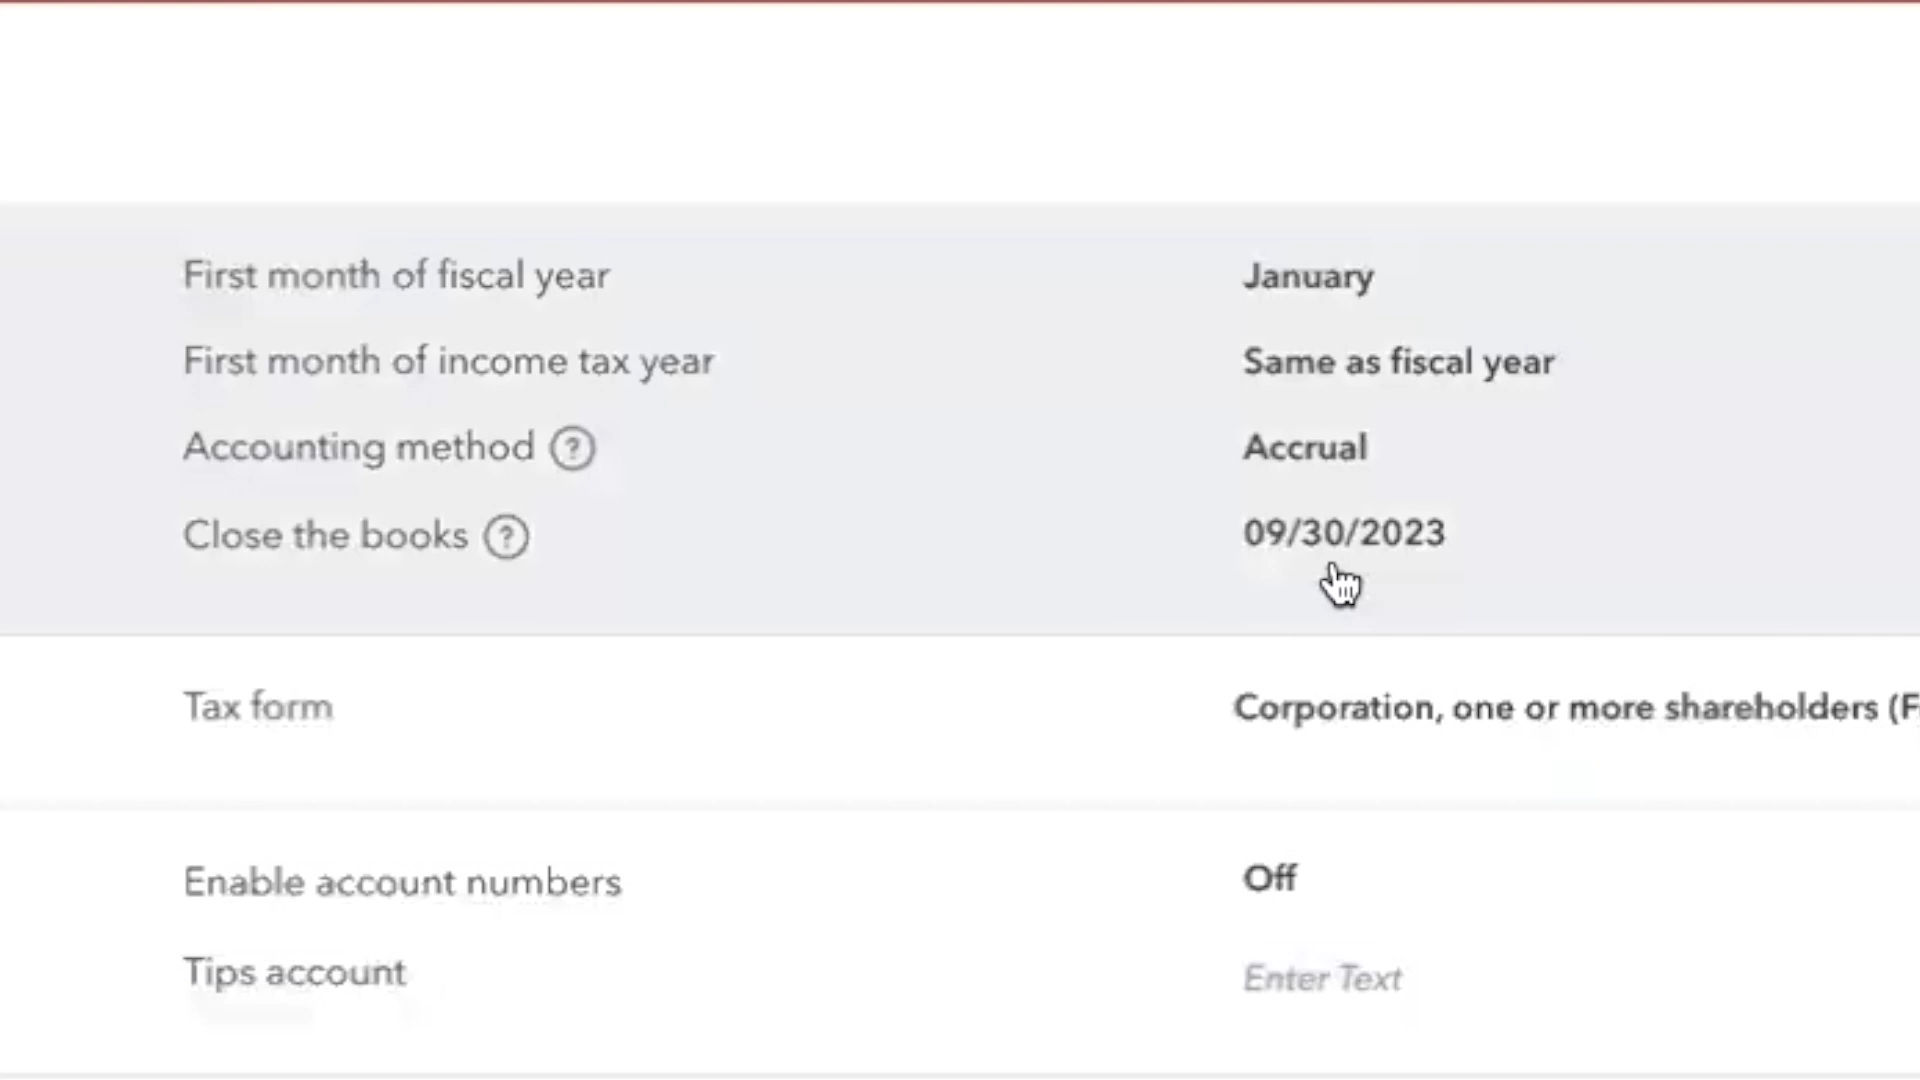 First month of fiscal year January
First month of income tax year Same as fiscal year
Accounting method ? Accrual
Close the books ? 09/30/2023
Tax form Corporation, one or more shareholders (F
Enable account numbers Off
Tips account Enter Text